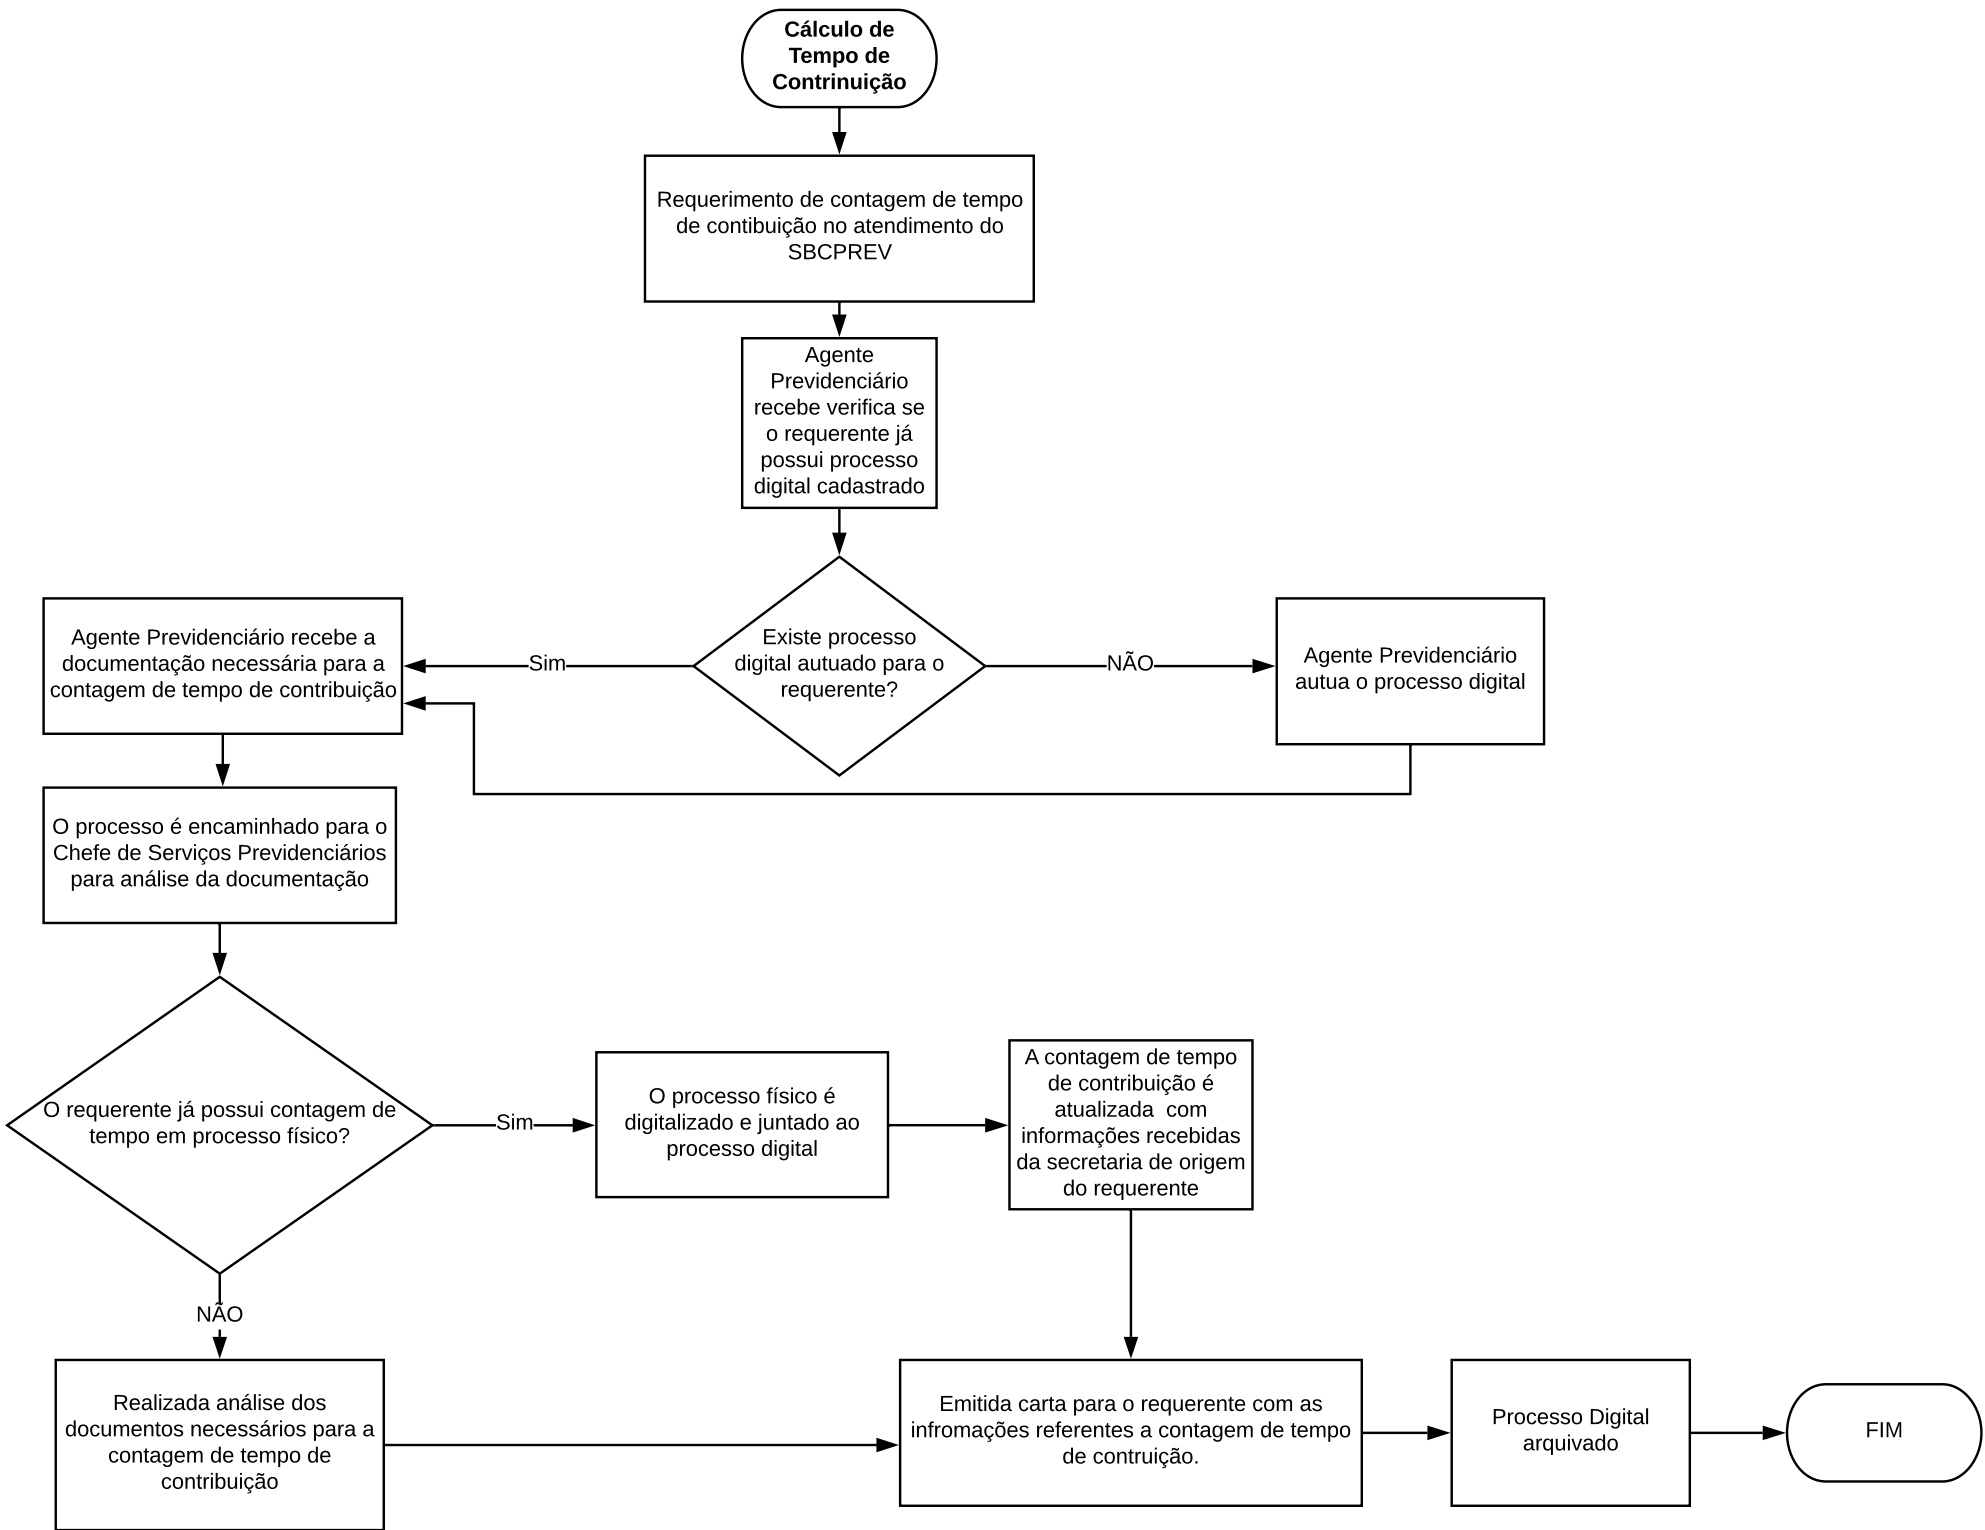 Cálculo de
Tempo de
Contrinuição
Requerimento de contagem de tempo
de contibuição no atendimento do
SBCPREV
Agente
Previdenciário
recebe verifica se
o requerente já
possui processo
digital cadastrado
Existe processo
digital autuado para o
requerente?
Sim
NÃO
Agente Previdenciário recebe a
documentação necessária para a
contagem de tempo de contribuição
Agente Previdenciário
autua o processo digital
O processo é encaminhado para o
Chefe de Serviços Previdenciários
para análise da documentação
O requerente já possui contagem de
tempo em processo físico?
Sim
O processo físico é
digitalizado e juntado ao
processo digital
A contagem de tempo
de contribuição é
atualizada  com
informações recebidas
da secretaria de origem
do requerente
NÃO
Realizada análise dos
documentos necessários para a
contagem de tempo de
contribuição
Emitida carta para o requerente com as
infromações referentes a contagem de tempo
de contruição.
Processo Digital
arquivado
FIM